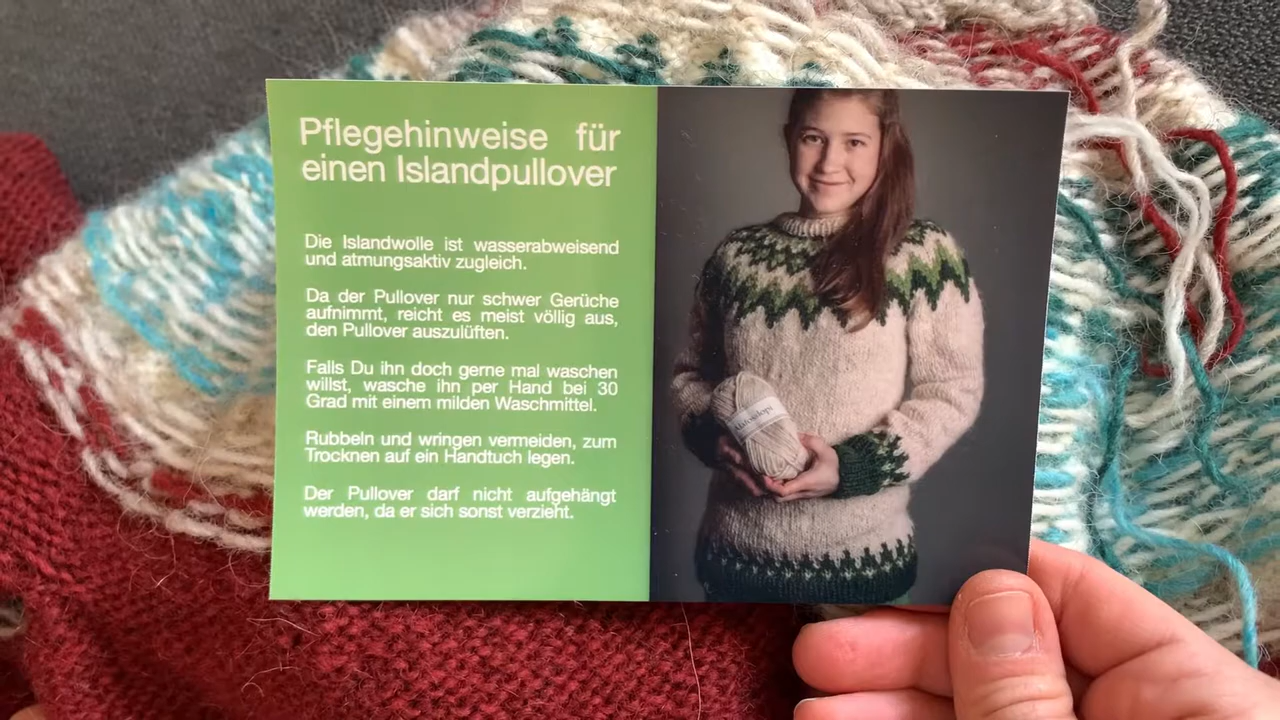 Pflegehinweise für
einen Islandpullover
Die Islandwolle ist wasserabweisend
und atmungsaktiv zugleich.
Da der Pullover nur schwer Gerüche
aufnimmt, reicht es meist völlig aus,
den Pullover auszulüften.
Falls Du ihn doch gerne mal waschen
willst, wasche ihn per Hand bei 30
Grad mit einem milden Waschmittel.
Rubbeln und wringen vermeiden, zum
Trocknen auf ein Handtuch legen.
Der Pullover darf nicht aufgehängt
werden, da er sich sonst verzieht.